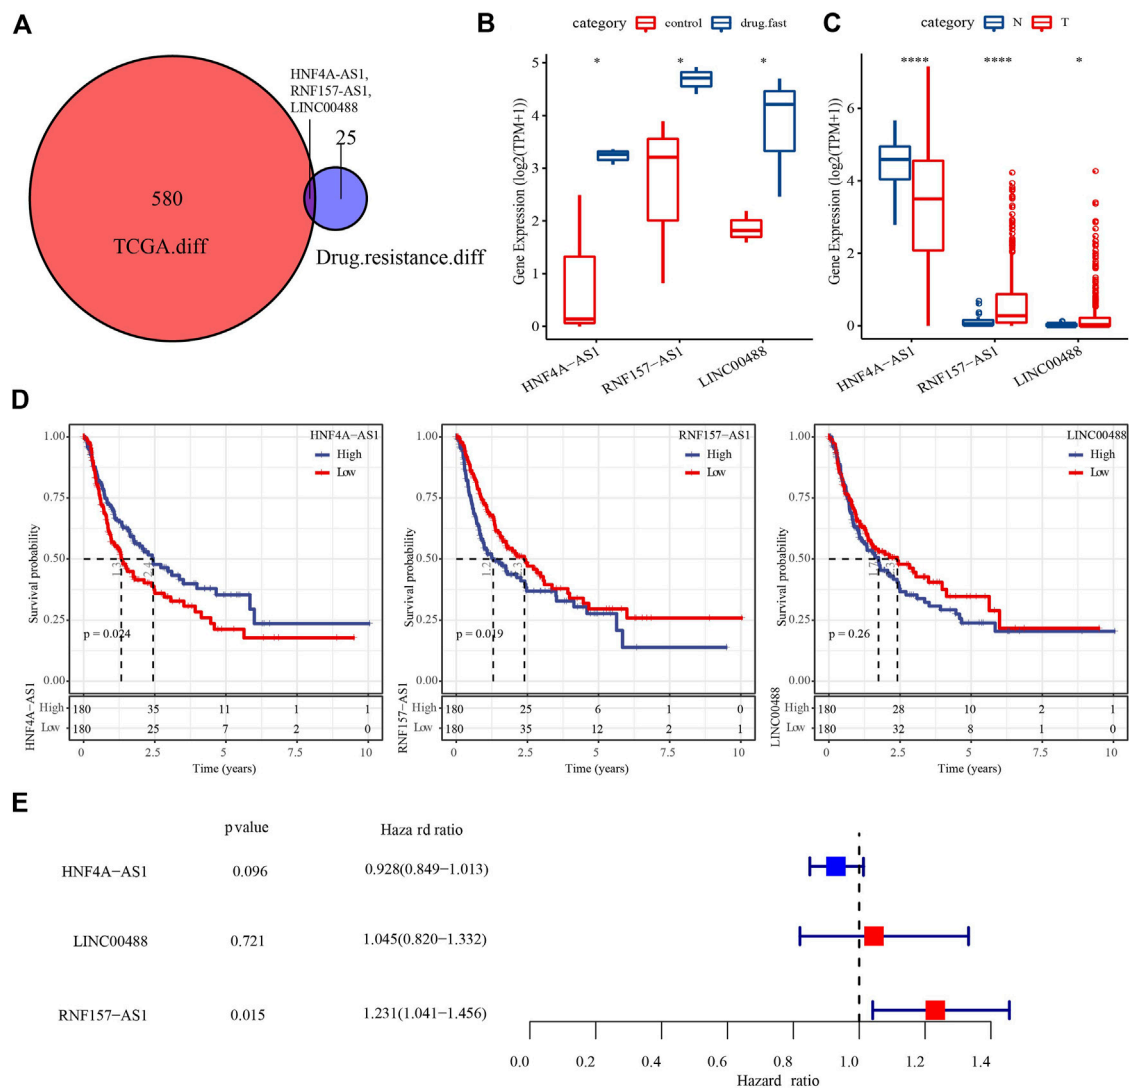 A
HNF4A-AS1,
RNF157-AS1,
LINC00488
25
580
TCGA.diff
Drug.resistance.diff
B
category control drug.fast
* * *
Gene Expression (log2(TPM+1))
5
4
3
2
1
0
HNF4A−AS1
RNF157−AS1
LINC00488
C
category N T
**** **** *
Gene Expression (log2(TPM+1))
6
4
2
0
HNF4A−AS1
RNF157−AS1
LINC00488
D
HNF4A−AS1
High
Low
Survival probability
1.00
0.75
0.50
0.25
0.00
1.3
2.4
p = 0.024
HNF4A−AS1
High 180 35 11 1 1
Low 180 25 7 2 0
0 2.5 5 7.5 10
Time (years)
RNF157−AS1
High
Low
Survival probability
1.00
0.75
0.50
0.25
0.00
1.2
p = 0.019
RNF157−AS1
High 180 25 6 1 0
Low 180 35 12 2 1
0 2.5 5 7.5 10
Time (years)
LINC00488
High
Low
Survival probability
1.00
0.75
0.50
0.25
0.00
1.7
p = 0.26
LINC00488
High 180 28 10 2 1
Low 180 32 8 1 0
0 2.5 5 7.5 10
Time (years)
E
p value Haza rd ratio
HNF4A−AS1 0.096 0.928(0.849−1.013)
LINC00488 0.721 1.045(0.820−1.332)
RNF157−AS1 0.015 1.231(1.041−1.456)
0.0 0.2 0.4 0.6 0.8 1.0 1.2 1.4
Hazard ratio